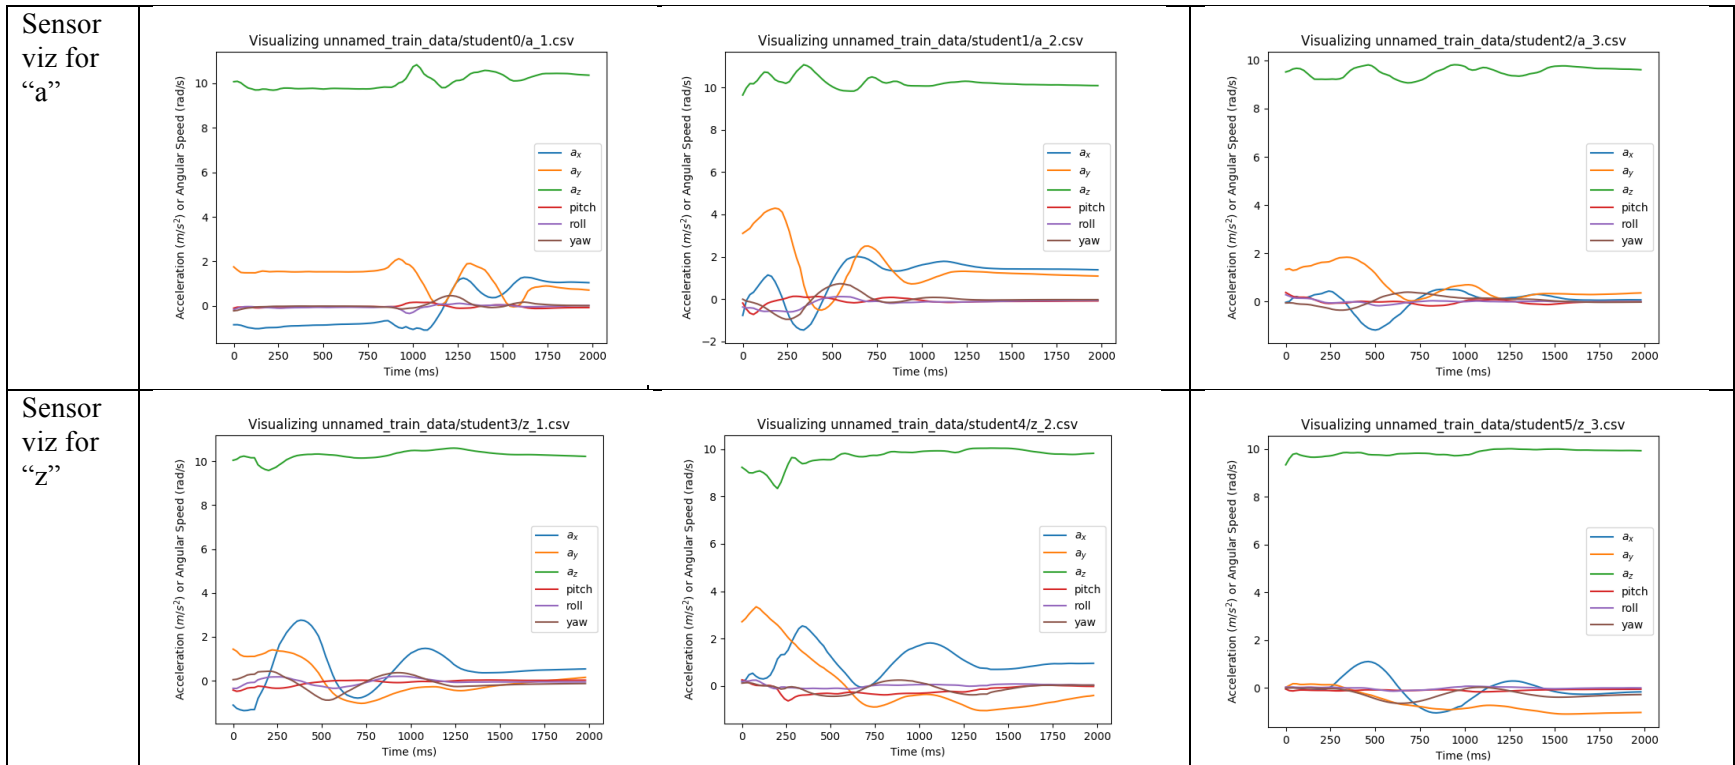 Sensor
viz for
“a”
Visualizing unnamed_train_data/student0/a_1.csv
Acceleration (m/s²) or Angular Speed (rad/s)
10
8
6
4
2
0
0 250 500 750 1000 1250 1500 1750 2000
Time (ms)
a_x
a_y
a_z
pitch
roll
yaw
Visualizing unnamed_train_data/student1/a_2.csv
Acceleration (m/s²) or Angular Speed (rad/s)
10
8
6
4
2
0
−2
0 250 500 750 1000 1250 1500 1750 2000
Time (ms)
a_x
a_y
a_z
pitch
roll
yaw
Visualizing unnamed_train_data/student2/a_3.csv
Acceleration (m/s²) or Angular Speed (rad/s)
10
8
6
4
2
0
0 250 500 750 1000 1250 1500 1750 2000
Time (ms)
a_x
a_y
a_z
pitch
roll
yaw
Sensor
viz for
“z”
Visualizing unnamed_train_data/student3/z_1.csv
Acceleration (m/s²) or Angular Speed (rad/s)
10
8
6
4
2
0
0 250 500 750 1000 1250 1500 1750 2000
Time (ms)
a_x
a_y
a_z
pitch
roll
yaw
Visualizing unnamed_train_data/student4/z_2.csv
Acceleration (m/s²) or Angular Speed (rad/s)
10
8
6
4
2
0
0 250 500 750 1000 1250 1500 1750 2000
Time (ms)
a_x
a_y
a_z
pitch
roll
yaw
Visualizing unnamed_train_data/student5/z_3.csv
Acceleration (m/s²) or Angular Speed (rad/s)
10
8
6
4
2
0
0 250 500 750 1000 1250 1500 1750 2000
Time (ms)
a_x
a_y
a_z
pitch
roll
yaw